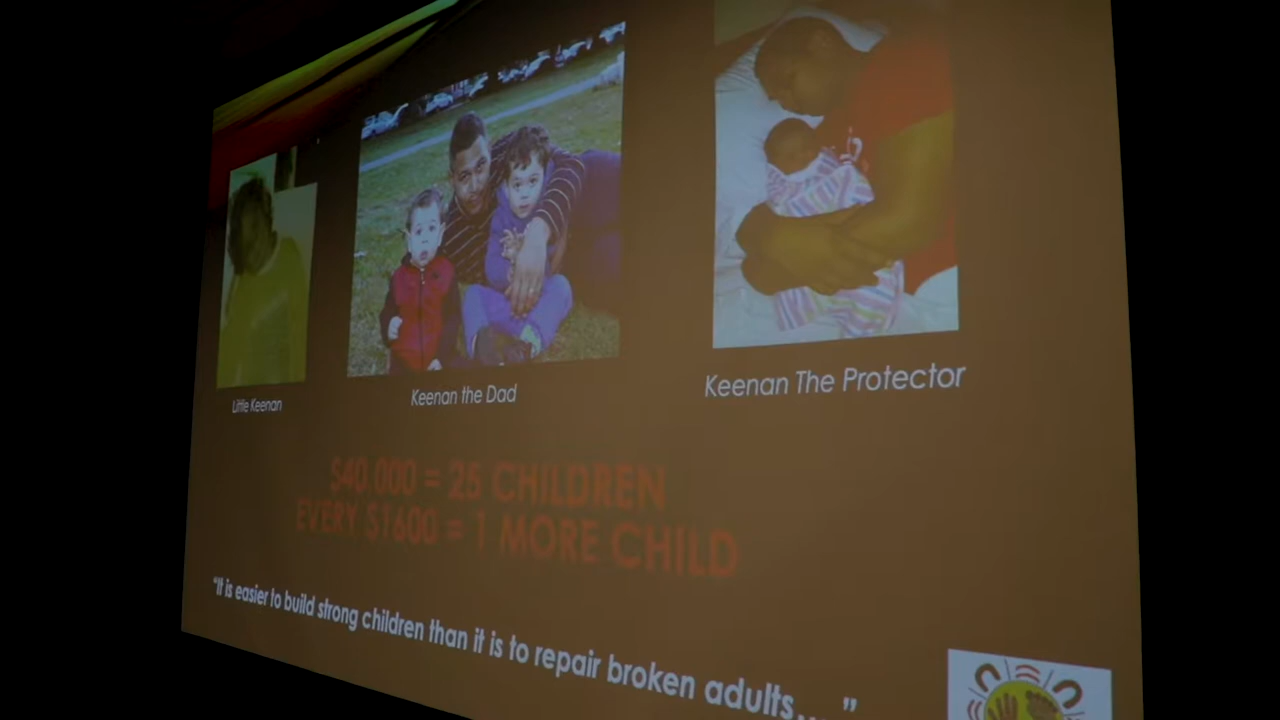 Little Keenan
Keenan the Dad
Keenan The Protector
$40,000 = 25 CHILDREN
EVERY $1600 = 1 MORE CHILD
“It is easier to build strong children than it is to repair broken adults....”